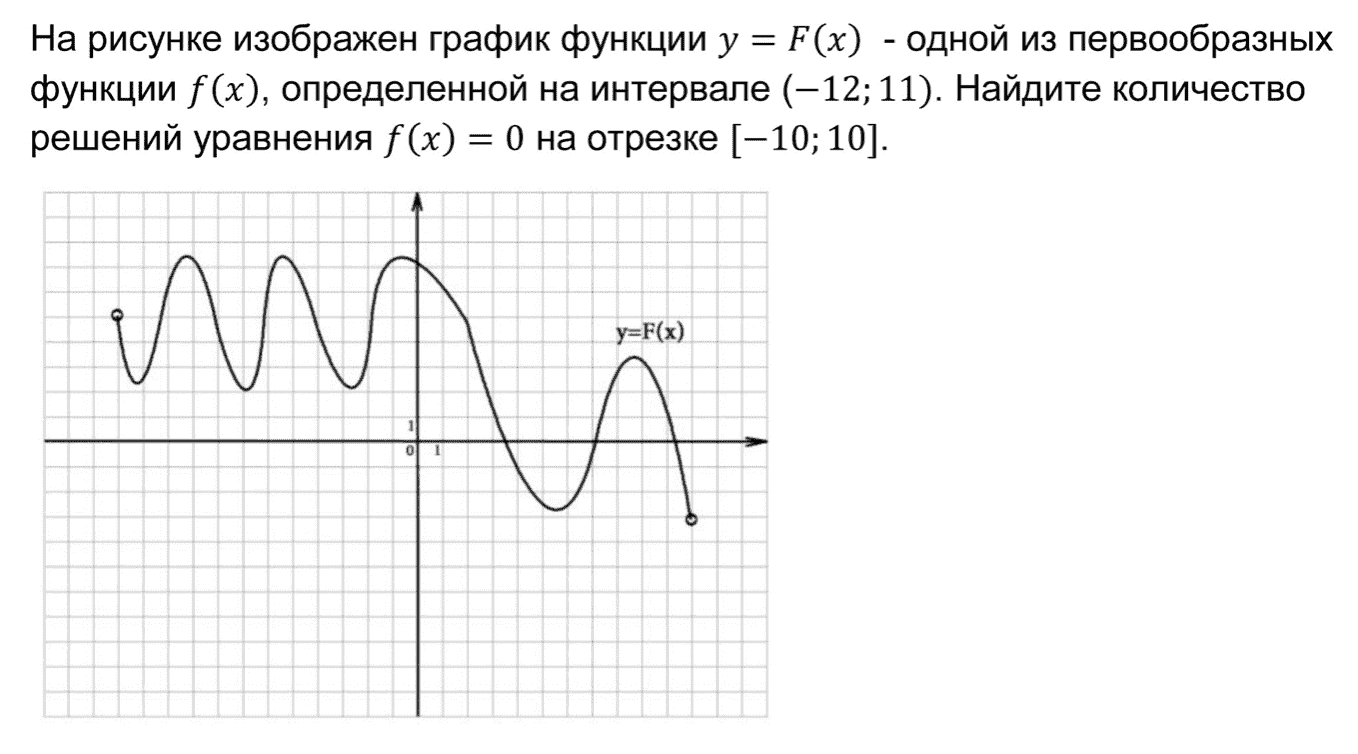 На рисунке изображен график функции y = F(x) - одной из первообразных
функции f(x), определенной на интервале (−12; 11). Найдите количество
решений уравнения f(x) = 0 на отрезке [−10; 10].
y=F(x)
1
0 1